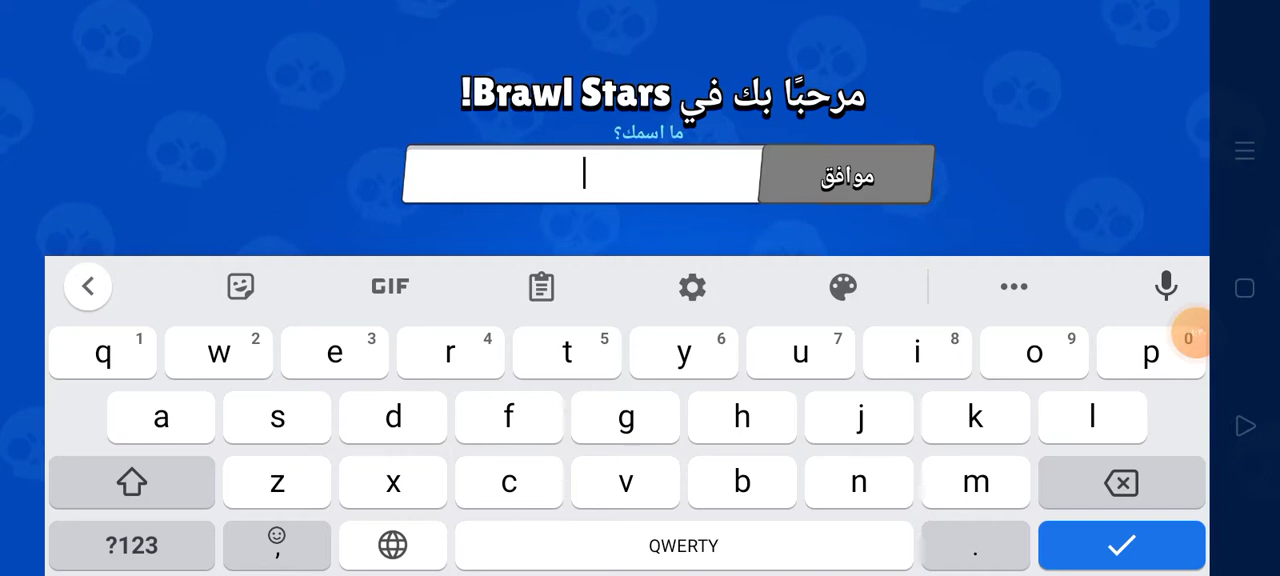 مرحبًا بك في Brawl Stars!
ما اسمك؟
موافق
GIF
q 1 w 2 e 3 r 4 t 5 y 6 u 7 i 8 o 9 p 0
a s d f g h j k l
z x c v b n m
?123 , QWERTY .